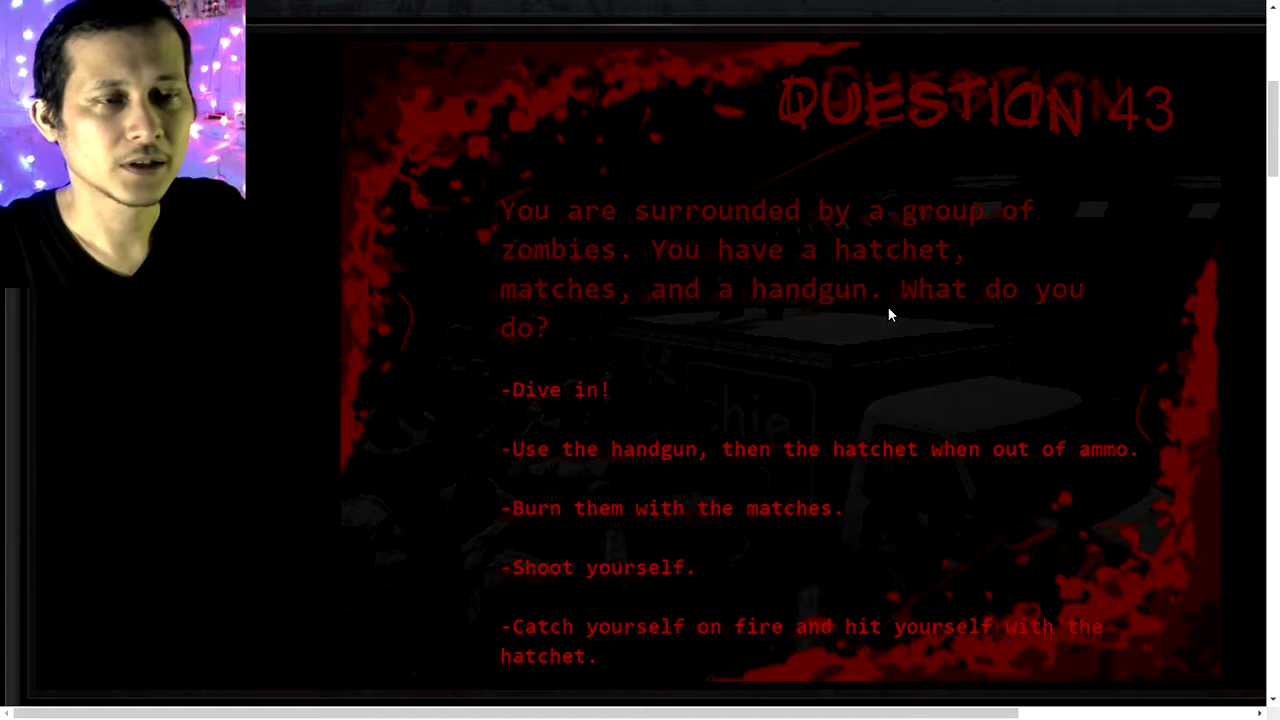 QUESTION 43
You are surrounded by a group of
zombies. You have a hatchet,
matches, and a handgun. What do you
do?
-Dive in!
-Use the handgun, then the hatchet when out of ammo.
-Burn them with the matches.
-Shoot yourself.
-Catch yourself on fire and hit yourself with the
hatchet.